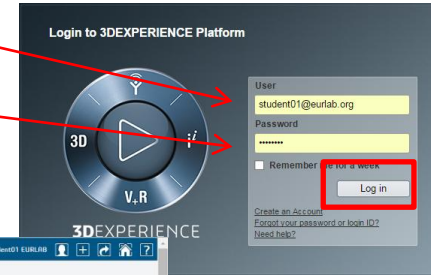 Login to 3DEXPERIENCE Platform
User
student01@eurlab.org
Password
••••••••
Remember me for a week
Log in
Create an Account
Forgot your password or login ID?
Need help?
3D
i
V,+R
3DEXPERIENCE
dent01 EURLAB
?